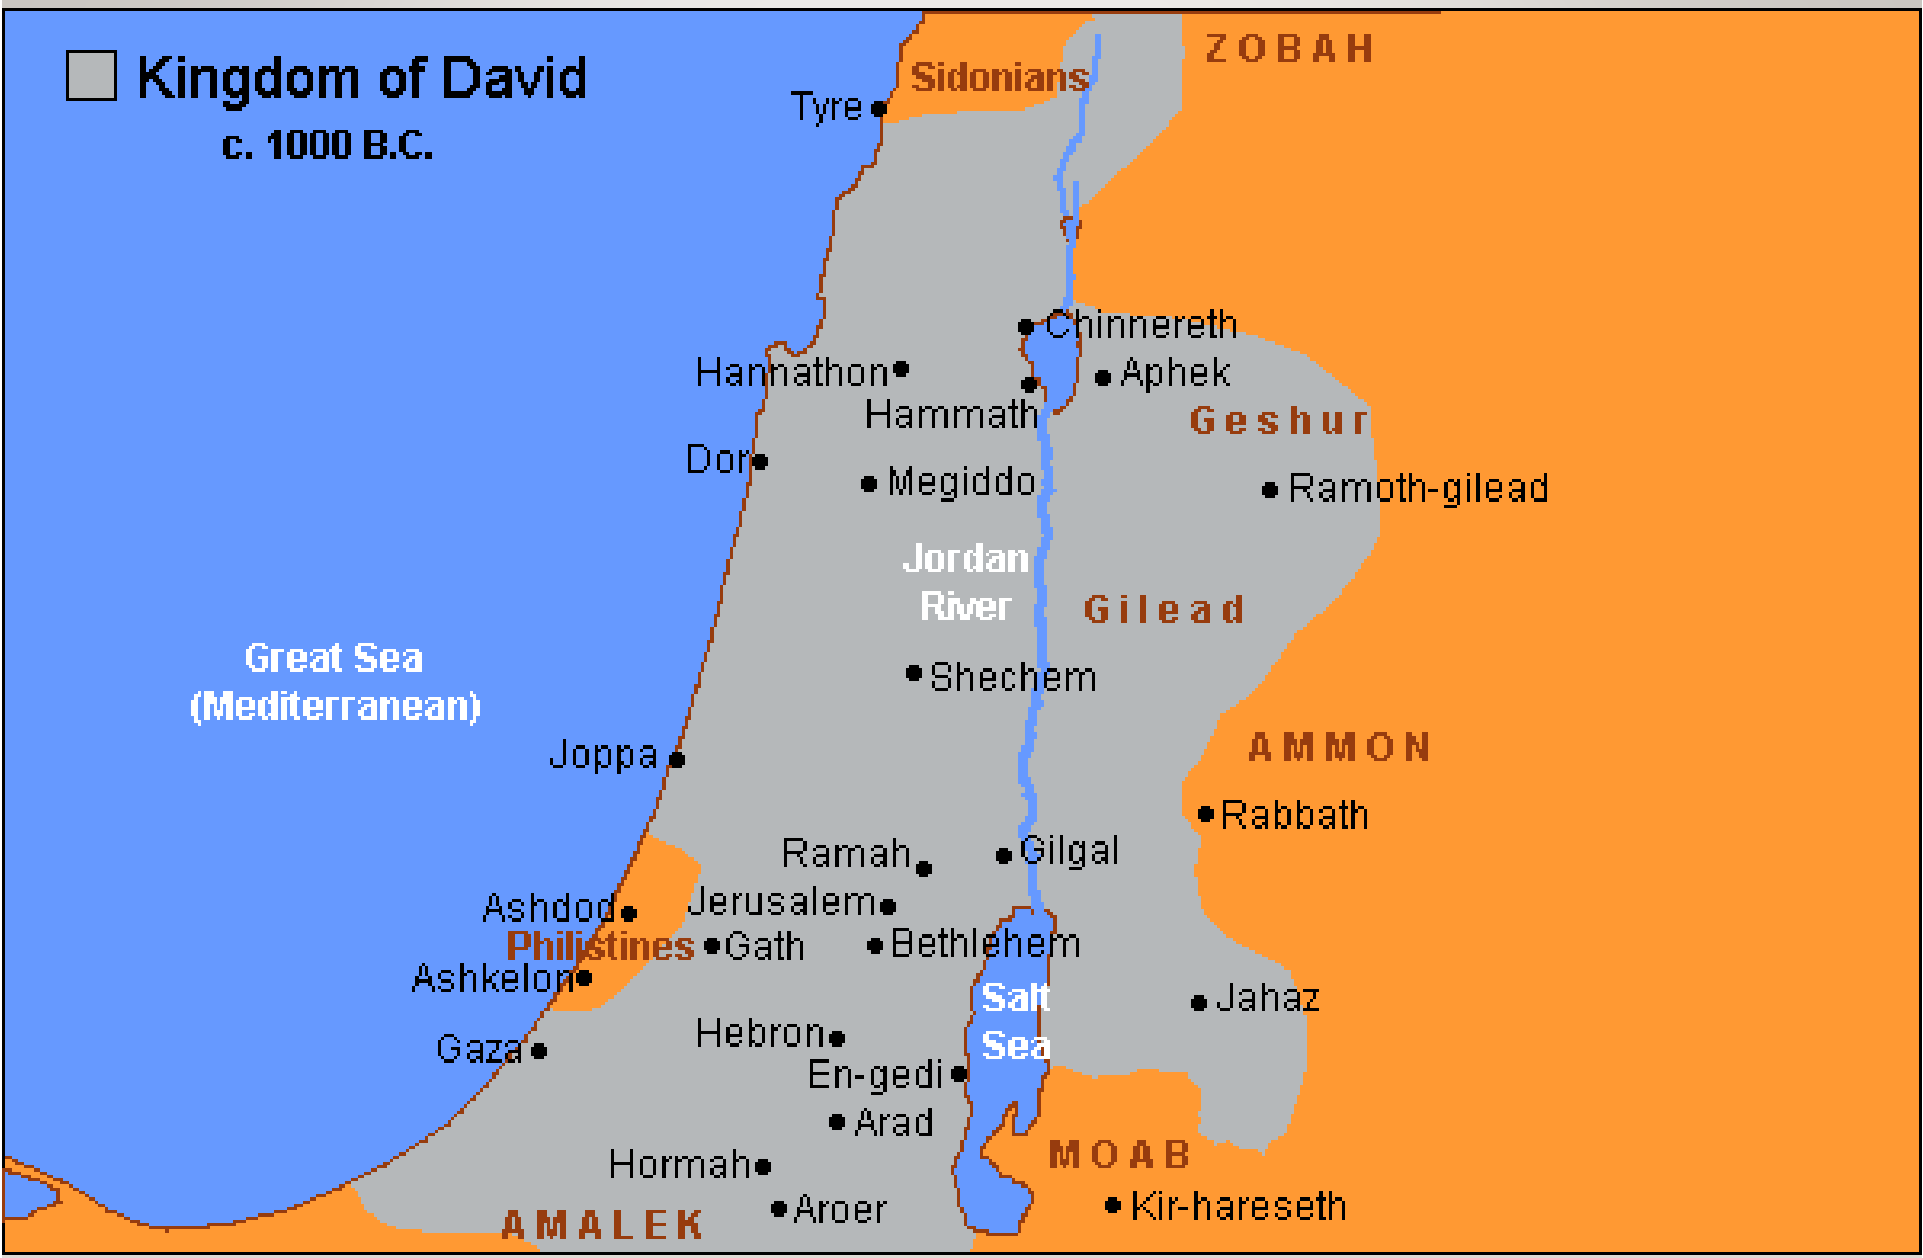 Kingdom of David
c. 1000 B.C.
ZOBAH
Sidonians
Tyre
Chinnereth
Hannathon
Aphek
Hammath
Geshur
Dor
Megiddo
Ramoth-gilead
Jordan
River
Gilead
Great Sea
(Mediterranean)
Shechem
Joppa
AMMON
Rabbath
Ramah
Gilgal
Ashdod
Jerusalem
Philistines
Gath
Bethlehem
Ashkelon
Salt
Sea
Jahaz
Hebron
Gaza
En-gedi
Arad
Hormah
MOAB
Aroer
Kir-hareseth
AMALEK